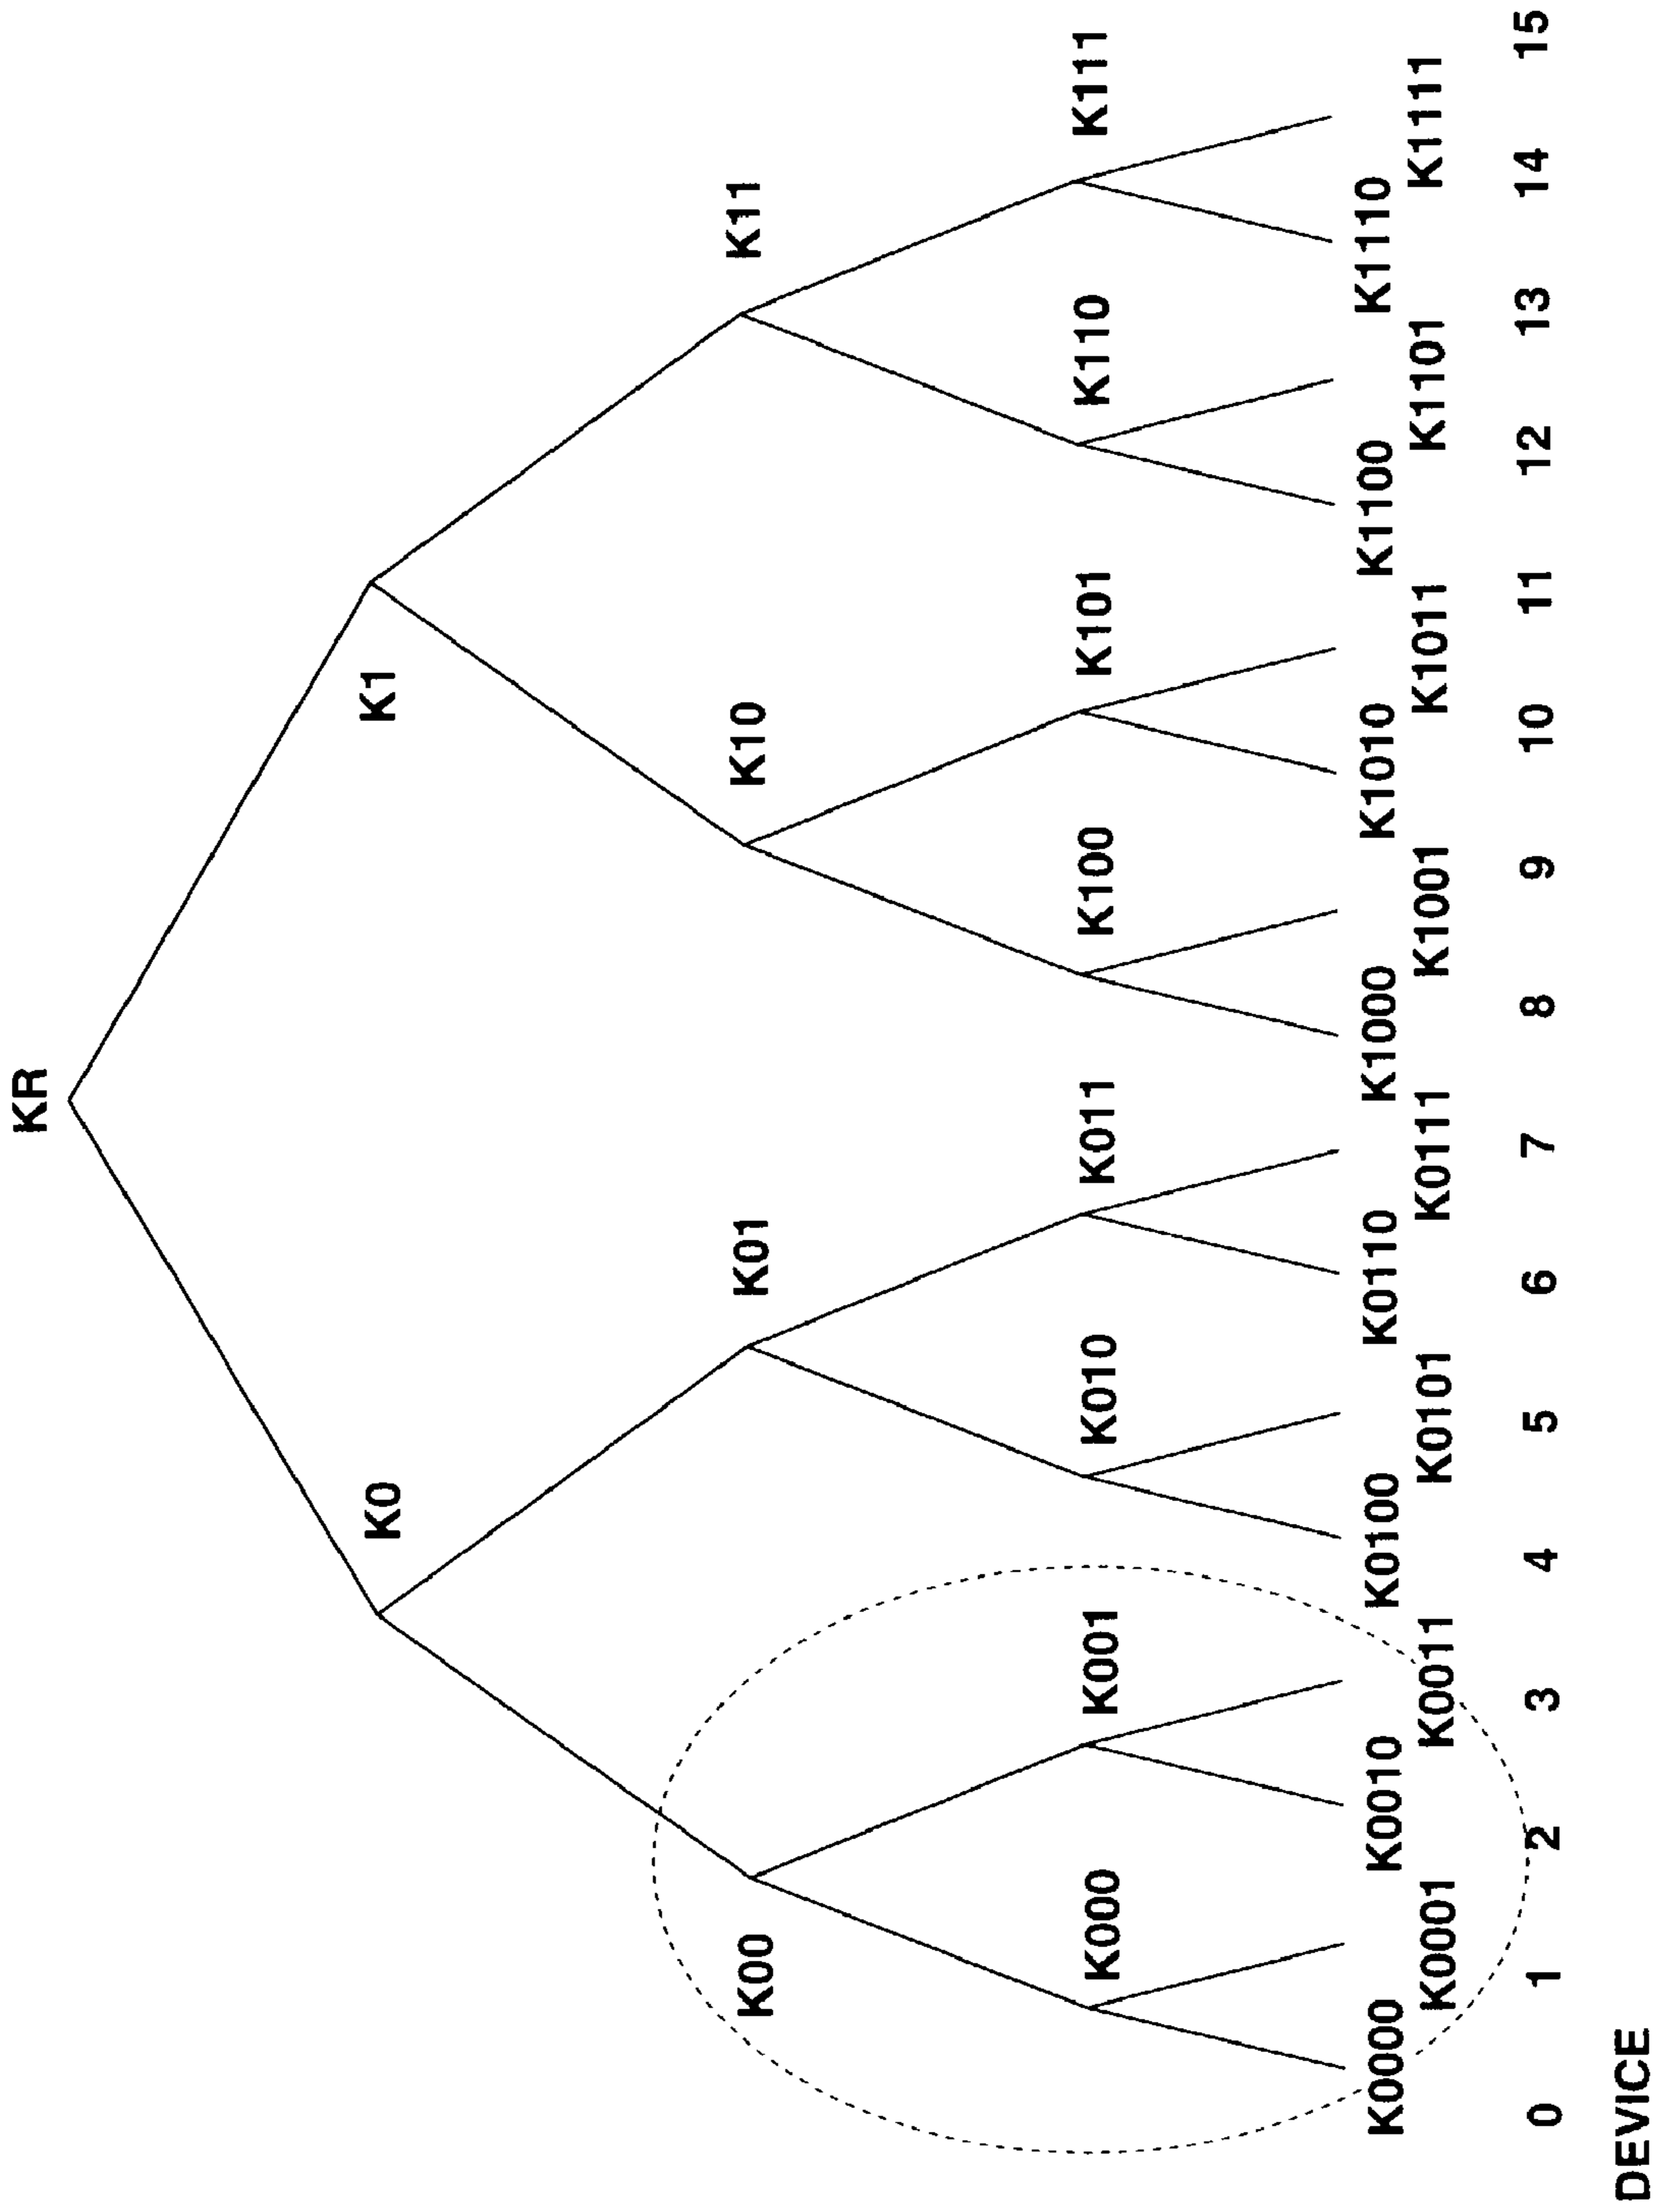 KR
K0
K1
K00
K01
K10
K11
K000
K001
K010
K011
K100
K101
K110
K111
K0000
K0010
K0100
K0110
K1000
K1010
K1100
K1110
K0001
K0011
K0101
K0111
K1001
K1011
K1101
K1111
0 1 2 3 4 5 6 7 8 9 10 11 12 13 14 15
DEVICE